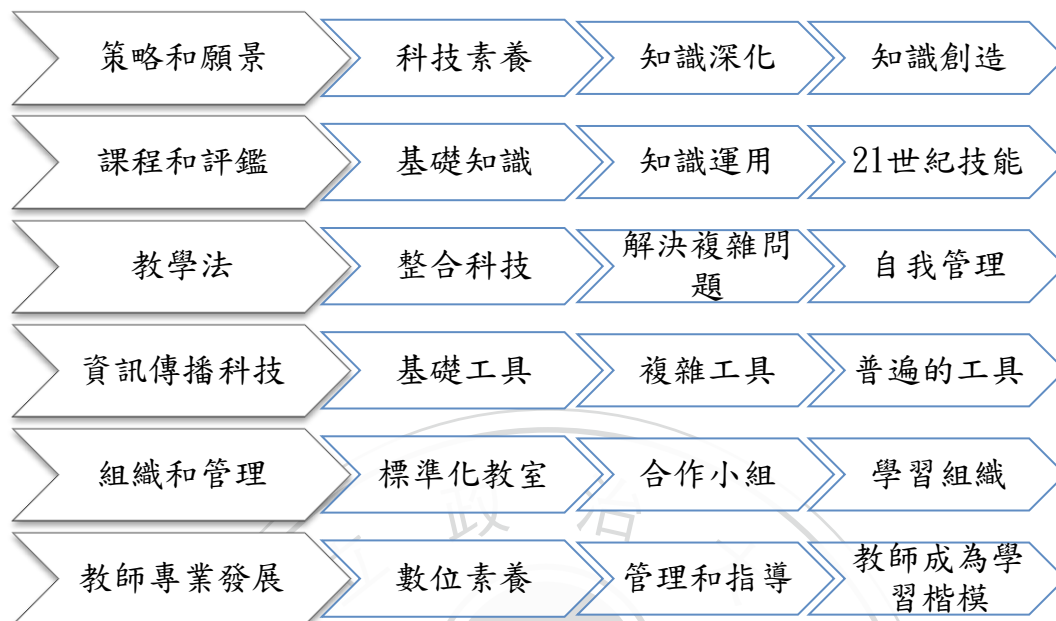 策略和願景
科技素養
知識深化
知識創造
課程和評鑑
基礎知識
知識運用
21世紀技能
教學法
整合科技
解決複雜問
題
自我管理
資訊傳播科技
基礎工具
複雜工具
普遍的工具
組織和管理
標準化教室
合作小組
學習組織
教師專業發展
數位素養
管理和指導
教師成為學
習楷模
政治